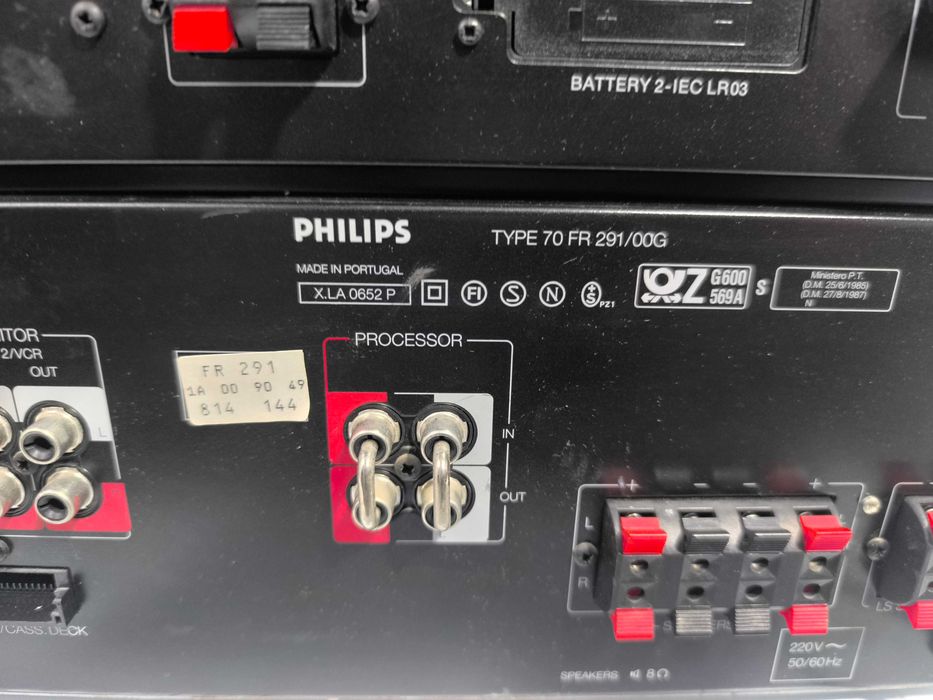 BATTERY 2-IEC LR03
PHILIPS
TYPE 70 FR 291/00G
MADE IN PORTUGAL
X.LA 0652 P
FI
S
N
S
PZ1
Z
G600
569A
S
Ministero P.T.
(D.M. 25/6/1985)
(D.M. 27/8/1987)
N
2/VCR
OUT
L
PROCESSOR
FR 291
1A 00 90 49
814 144
IN
OUT
+ - - +
L
R
LS
/CASS.DECK
220V~
50/60Hz
SPEAKERS 8Ω